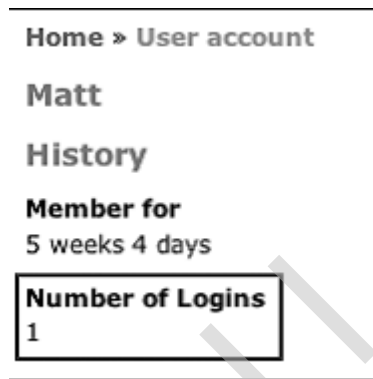 Home » User account
Matt
History
Member for
5 weeks 4 days
Number of Logins
1